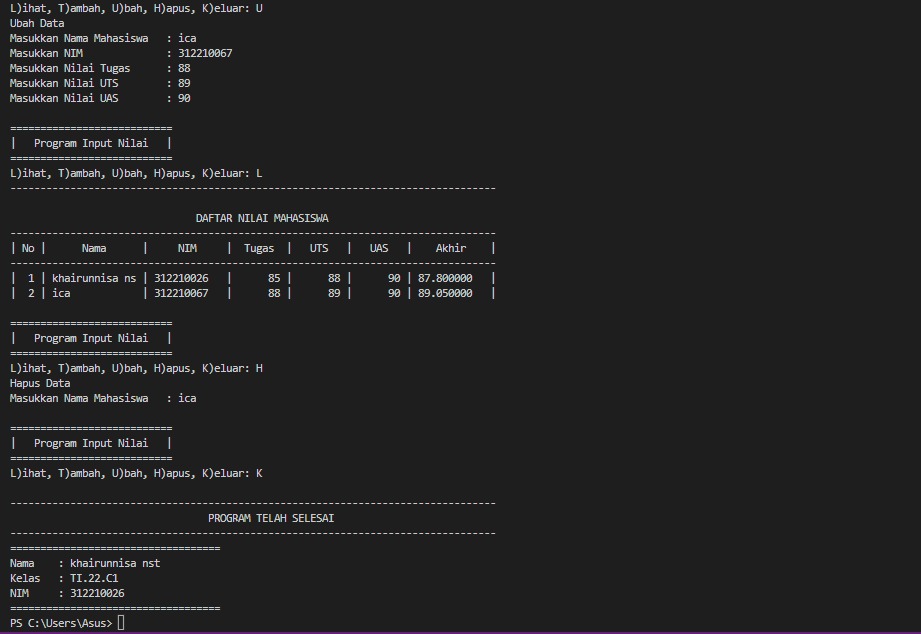 L)ihat, T)ambah, U)bah, H)apus, K)eluar: U
Ubah Data
Masukkan Nama Mahasiswa   : ica
Masukkan NIM              : 312210067
Masukkan Nilai Tugas      : 88
Masukkan Nilai UTS        : 89
Masukkan Nilai UAS        : 90

===========================
|   Program Input Nilai   |
===========================
L)ihat, T)ambah, U)bah, H)apus, K)eluar: L
---------------------------------------------------------------------------------

                               DAFTAR NILAI MAHASISWA
---------------------------------------------------------------------------------
| No |      Nama      |     NIM     |  Tugas  |   UTS   |   UAS   |    Akhir    |
---------------------------------------------------------------------------------
|  1 | khairunnisa ns | 312210026   |      85 |      88 |      90 | 87.800000   |
|  2 | ica            | 312210067   |      88 |      89 |      90 | 89.050000   |

===========================
|   Program Input Nilai   |
===========================
L)ihat, T)ambah, U)bah, H)apus, K)eluar: H
Hapus Data
Masukkan Nama Mahasiswa   : ica

===========================
|   Program Input Nilai   |
===========================
L)ihat, T)ambah, U)bah, H)apus, K)eluar: K

---------------------------------------------------------------------------------
                                 PROGRAM TELAH SELESAI
---------------------------------------------------------------------------------
===================================
Nama    : khairunnisa nst
Kelas   : TI.22.C1
NIM     : 312210026
===================================
PS C:\Users\Asus>